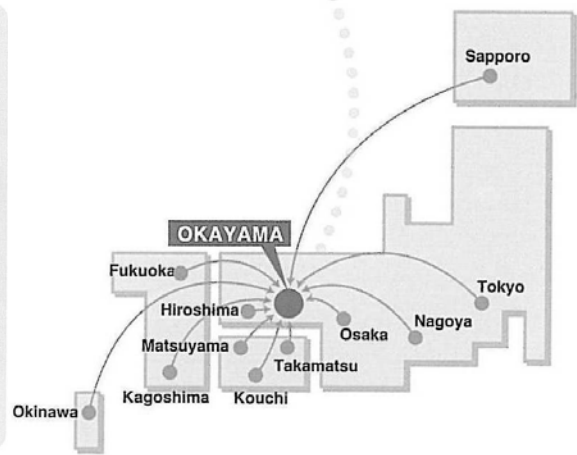 Sapporo
OKAYAMA
Fukuoka
Tokyo
Hiroshima
Osaka
Nagoya
Matsuyama
Takamatsu
Kagoshima
Kouchi
Okinawa